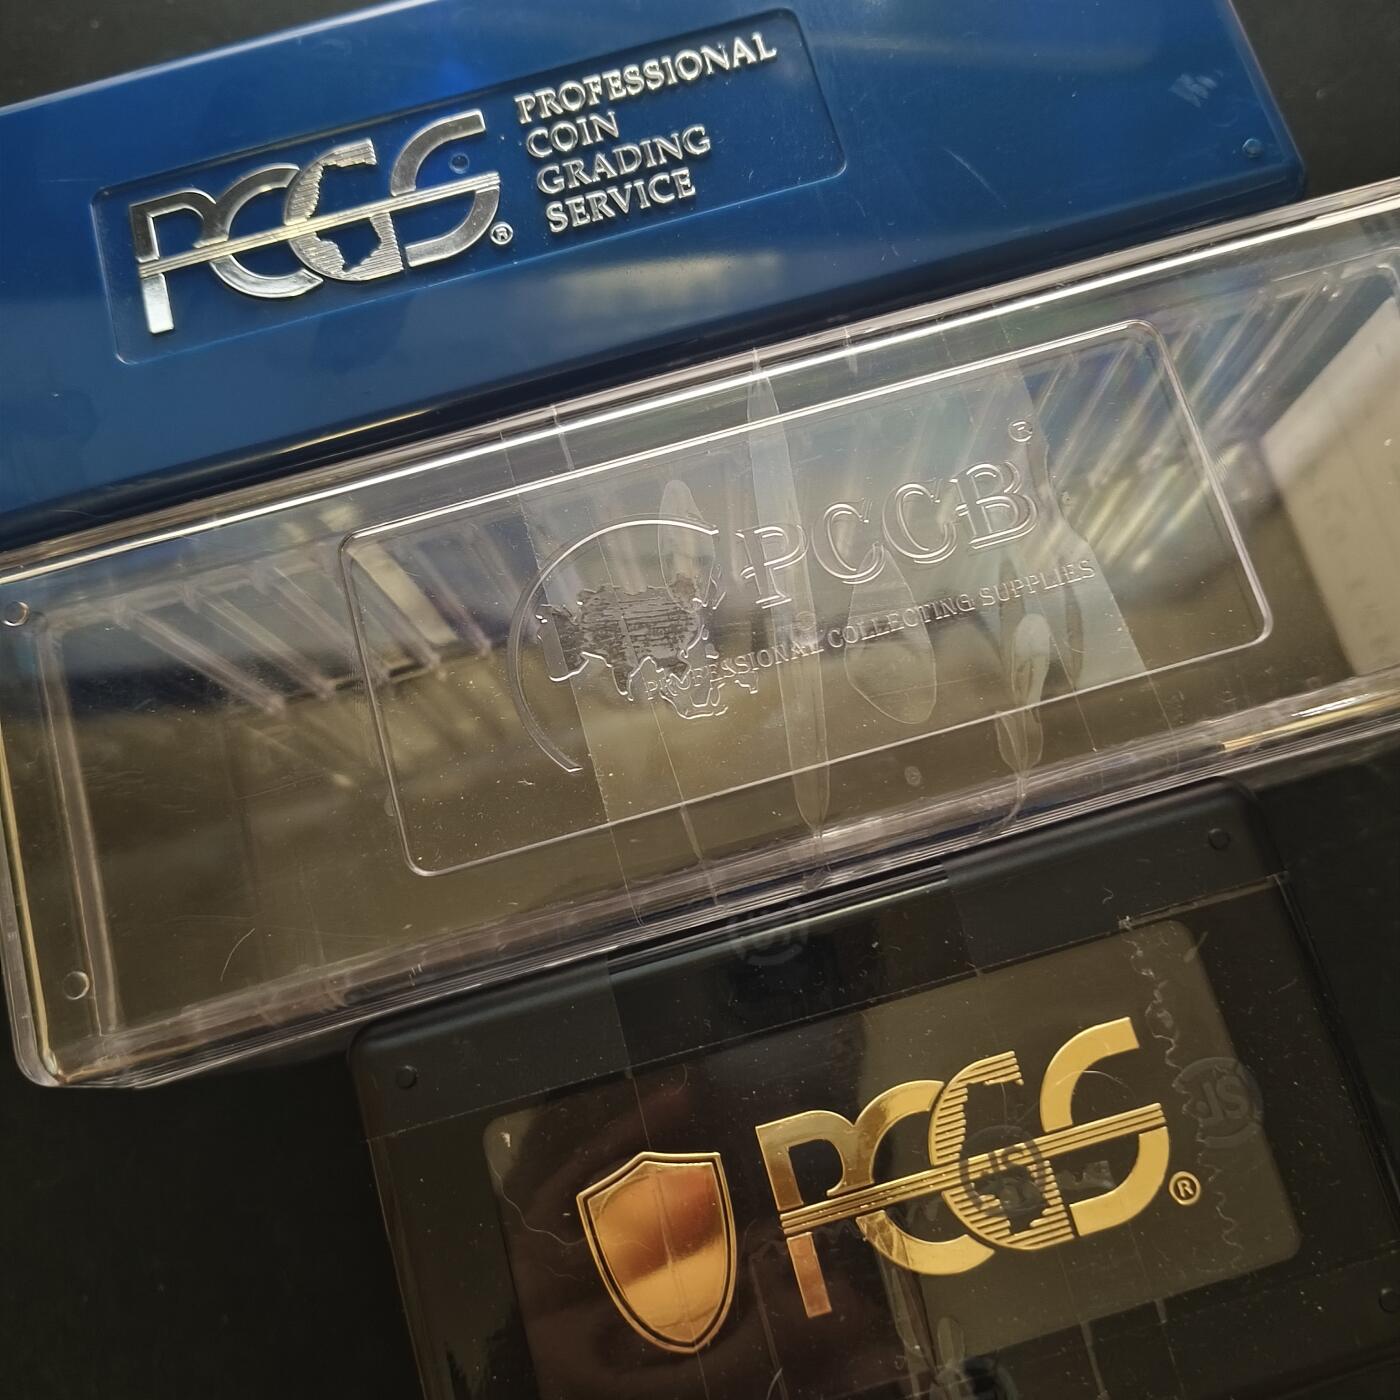 PCGS®
PROFESSIONAL
COIN
GRADING
SERVICE
PCCB®
PROFESSIONAL COLLECTING SUPPLIES
PCGS®